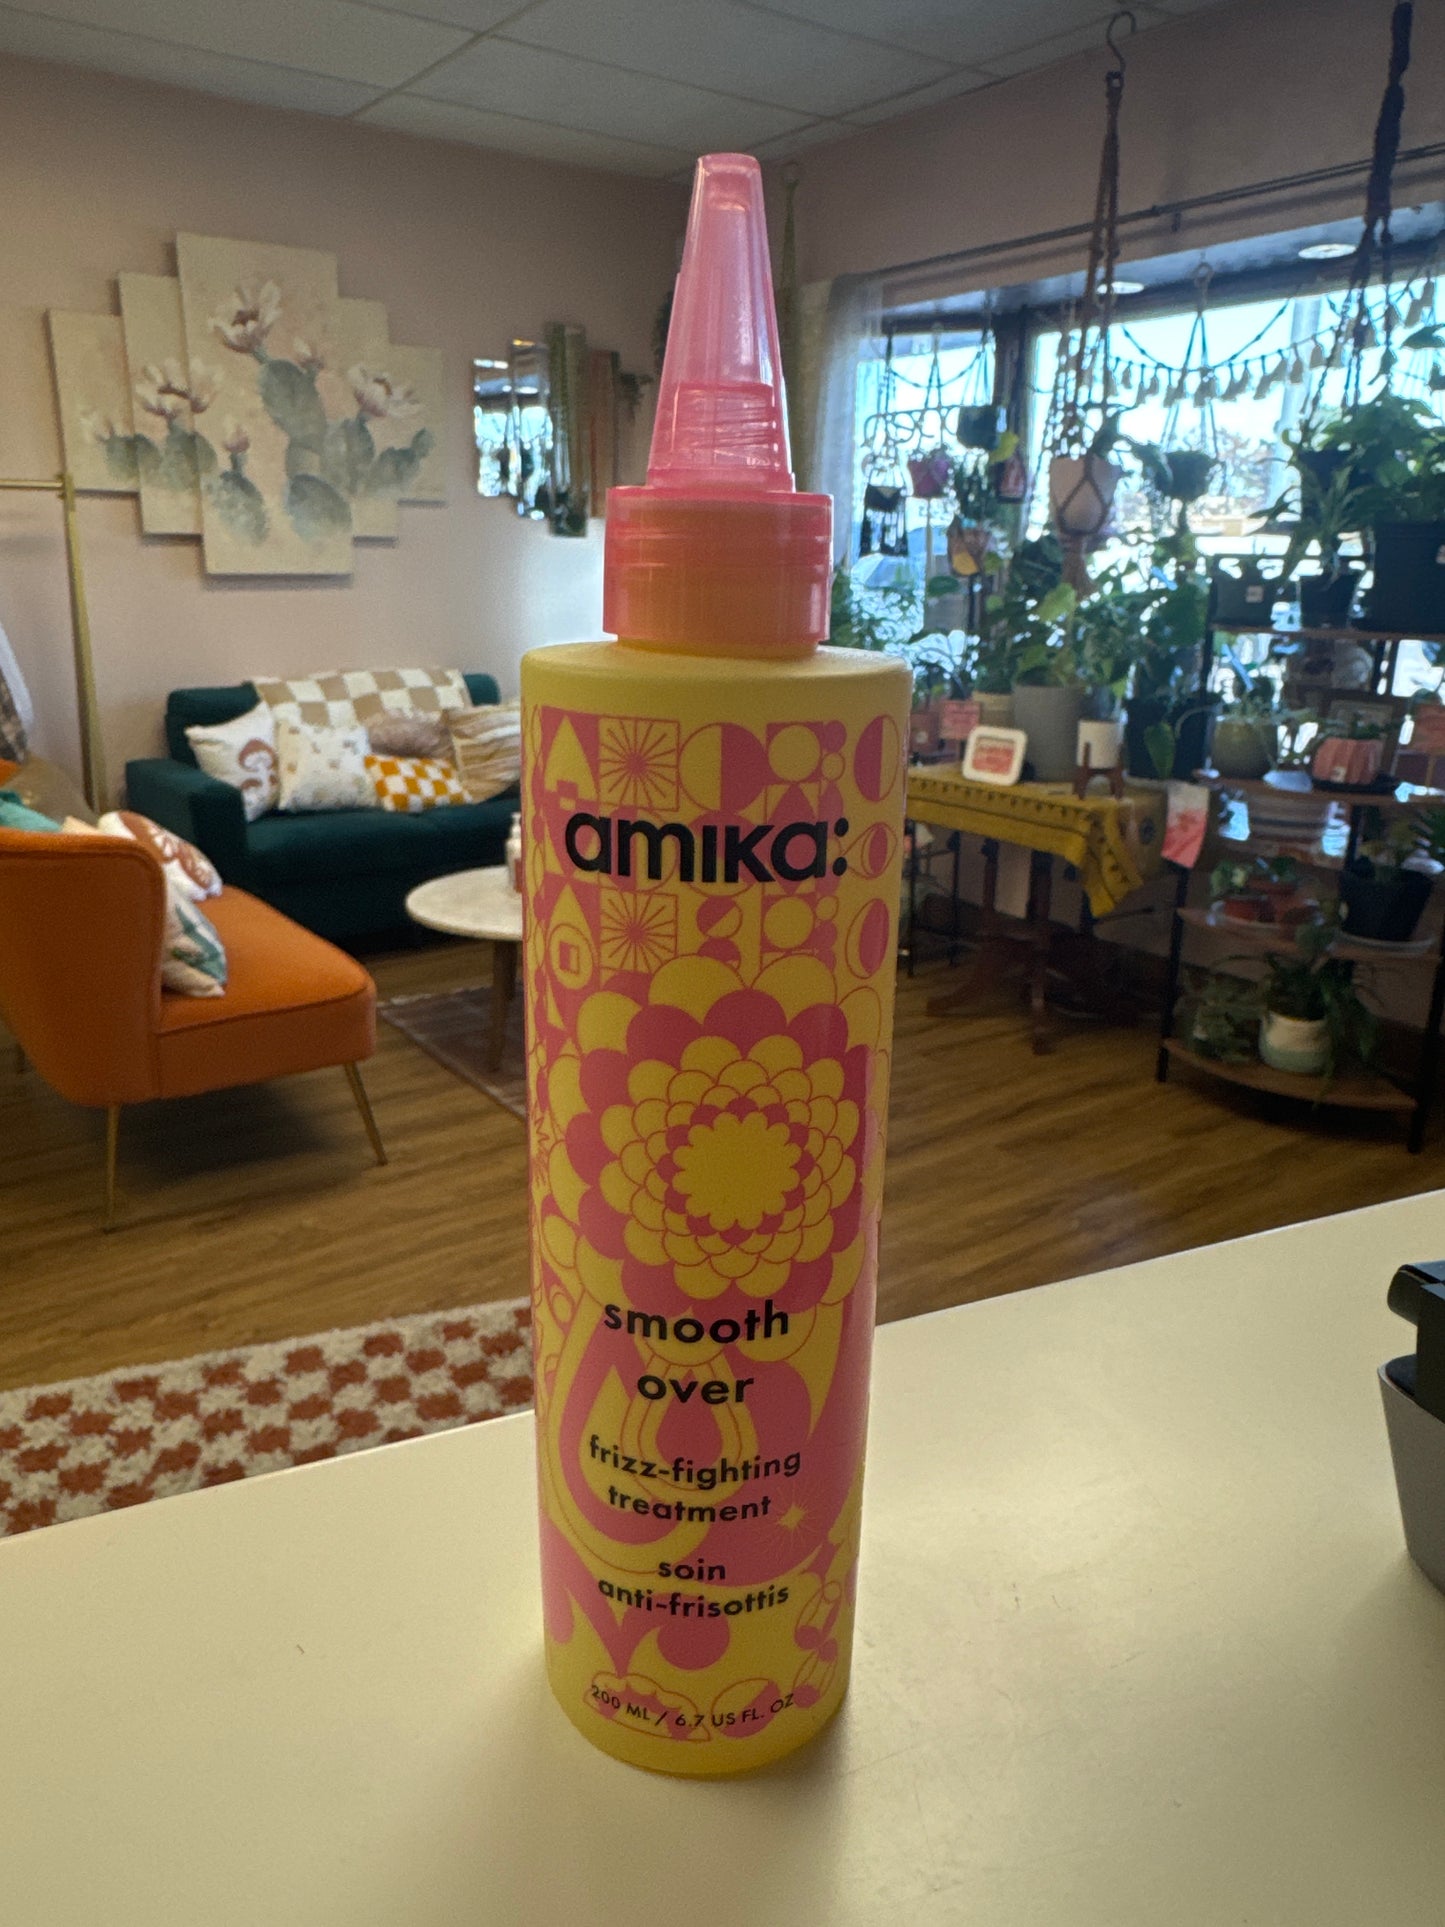 amika:
smooth
over
frizz-fighting
treatment
soin
anti-frisottis
200 ML / 6.7 US FL. OZ